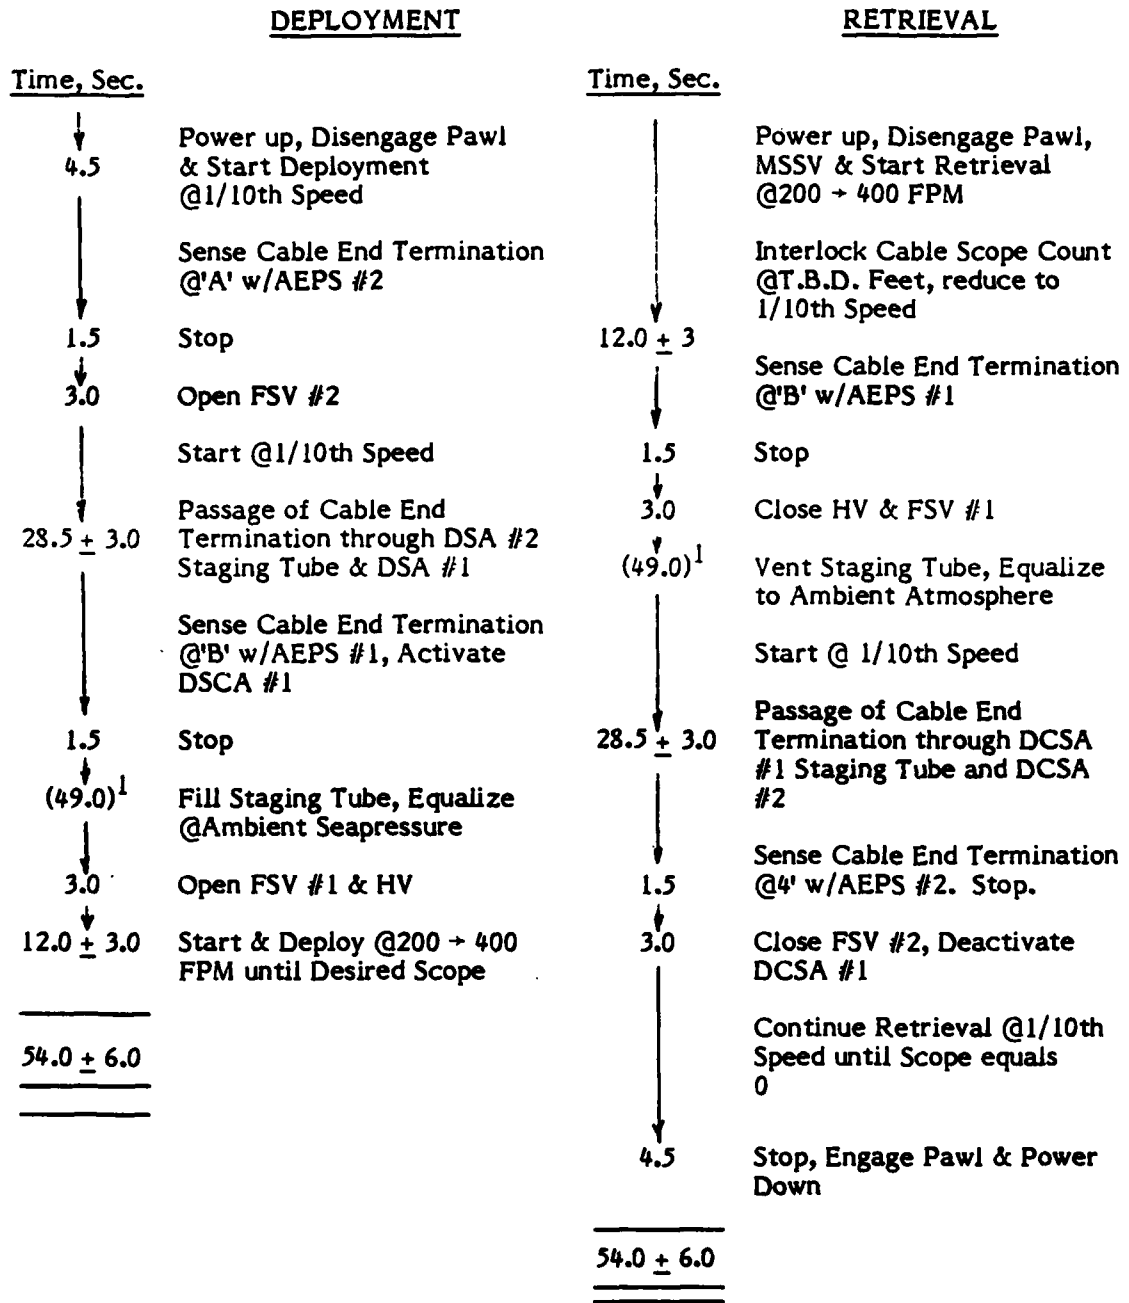 DEPLOYMENT
Time, Sec.
4.5
Power up, Disengage Pawl
& Start Deployment
@1/10th Speed
Sense Cable End Termination
@'A' w/AEPS #2
1.5
Stop
3.0
Open FSV #2
Start @1/10th Speed
28.5 ± 3.0
Passage of Cable End
Termination through DSA #2
Staging Tube & DSA #1
Sense Cable End Termination
@'B' w/AEPS #1, Activate
DSCA #1
1.5
Stop
(49.0)¹
Fill Staging Tube, Equalize
@Ambient Seapressure
3.0
Open FSV #1 & HV
12.0 ± 3.0
Start & Deploy @200 → 400
FPM until Desired Scope
54.0 ± 6.0
RETRIEVAL
Time, Sec.
Power up, Disengage Pawl,
MSSV & Start Retrieval
@200 → 400 FPM
Interlock Cable Scope Count
@T.B.D. Feet, reduce to
1/10th Speed
12.0 ± 3
Sense Cable End Termination
@'B' w/AEPS #1
1.5
Stop
3.0
Close HV & FSV #1
(49.0)¹
Vent Staging Tube, Equalize
to Ambient Atmosphere
Start @ 1/10th Speed
28.5 ± 3.0
Passage of Cable End
Termination through DCSA
#1 Staging Tube and DCSA
#2
Sense Cable End Termination
1.5
@4' w/AEPS #2. Stop.
3.0
Close FSV #2, Deactivate
DCSA #1
Continue Retrieval @1/10th
Speed until Scope equals
0
4.5
Stop, Engage Pawl & Power
Down
54.0 ± 6.0